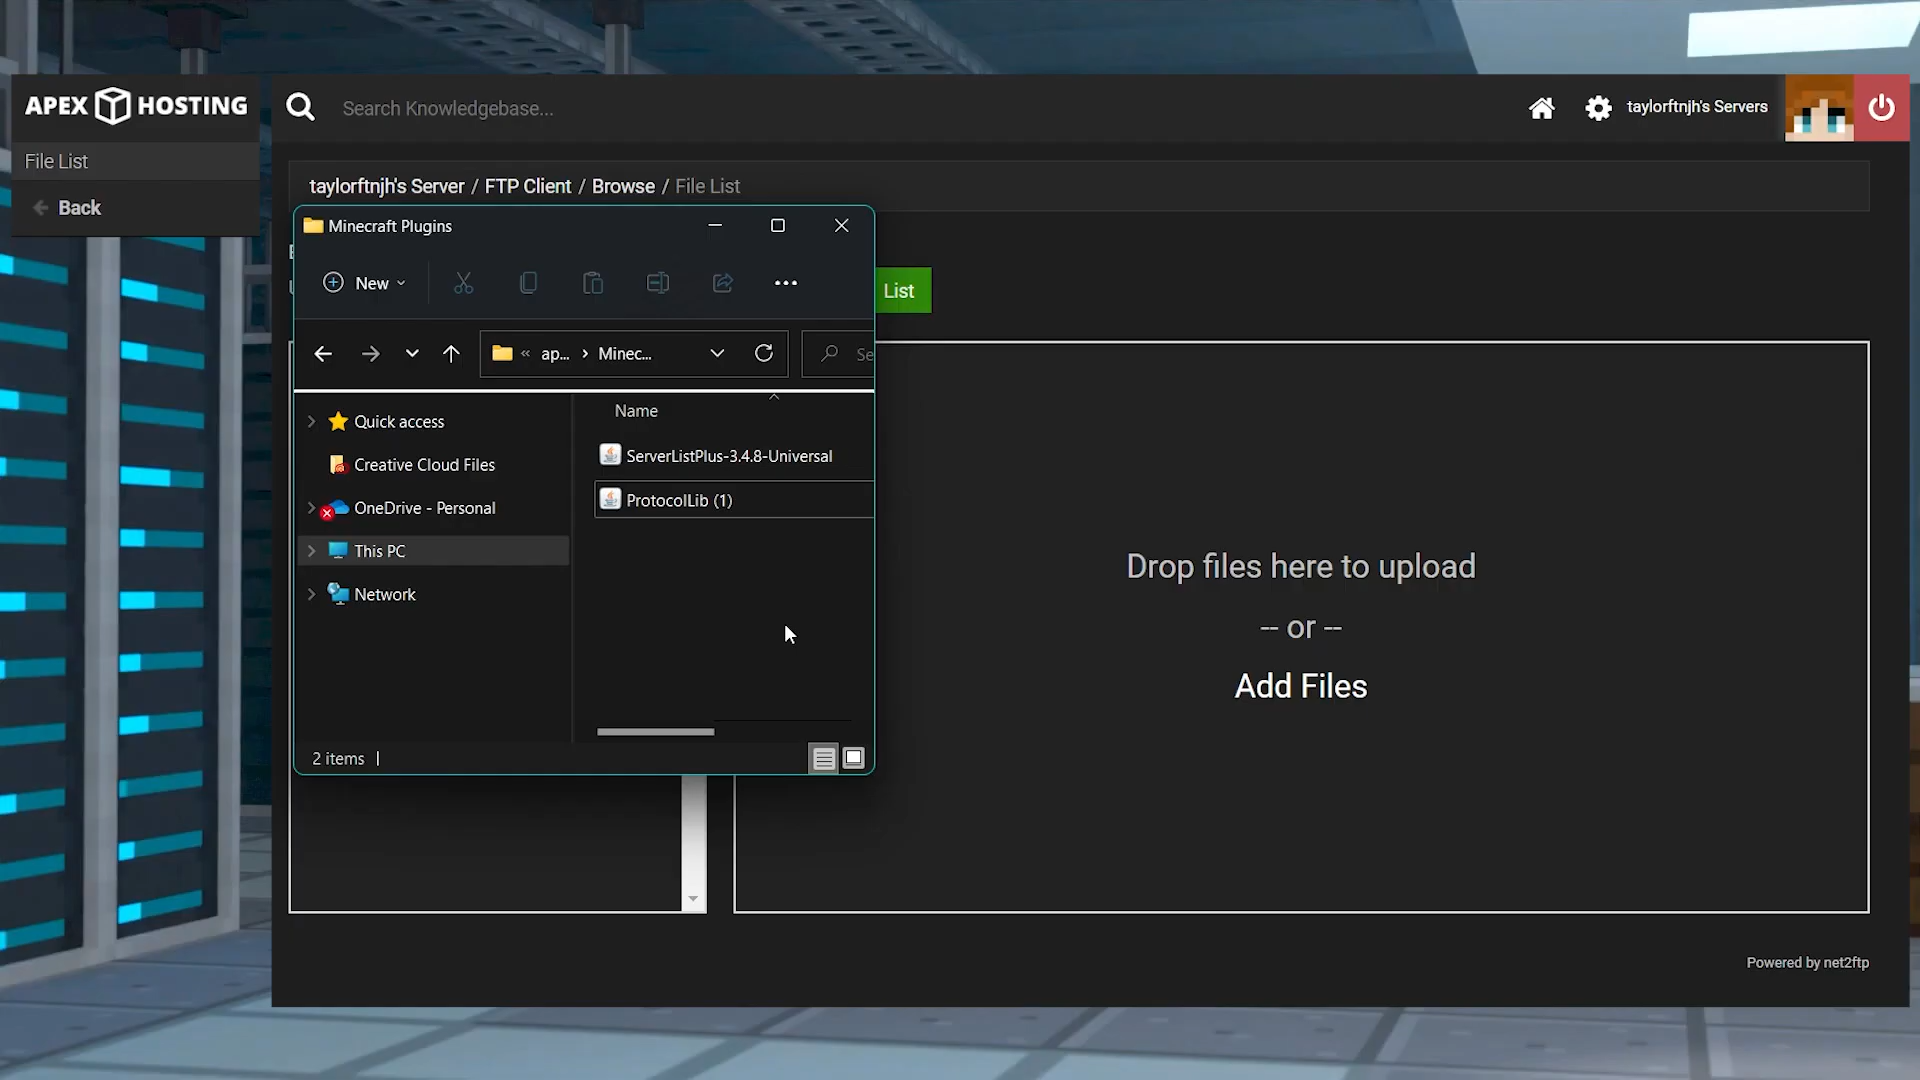 APEX HOSTING
Search Knowledgebase...
taylorftnjh's Servers
File List
Back
taylorftnjh's Server / FTP Client / Browse / File List
Minecraft Plugins
New
List
« ap... › Minec...
Se
Name
Quick access
Creative Cloud Files
OneDrive - Personal
This PC
Network
ServerListPlus-3.4.8-Universal
ProtocolLib (1)
2 items
Drop files here to upload
-- or --
Add Files
Powered by net2ftp